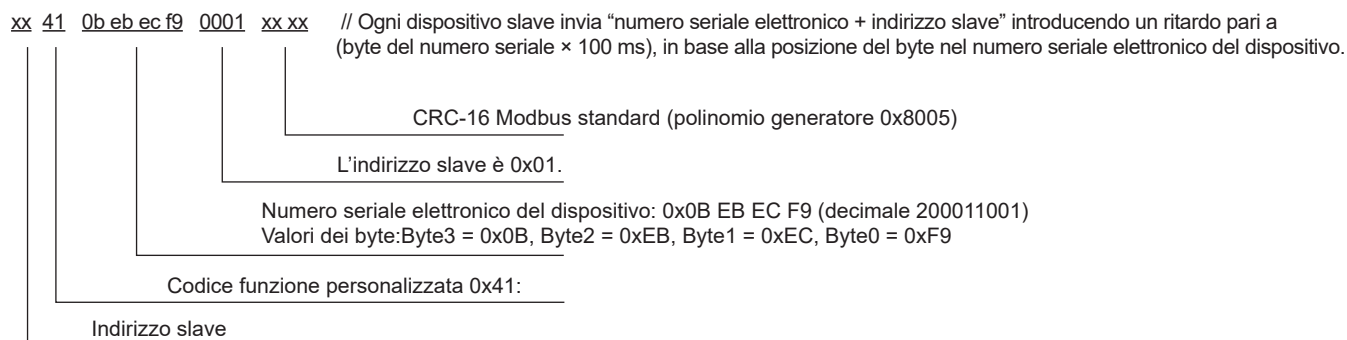 xx 41 0b eb ec f9 0001 xx xx // Ogni dispositivo slave invia “numero seriale elettronico + indirizzo slave” introducendo un ritardo pari a
(byte del numero seriale × 100 ms), in base alla posizione del byte nel numero seriale elettronico del dispositivo.
CRC-16 Modbus standard (polinomio generatore 0x8005)
L’indirizzo slave è 0x01.
Numero seriale elettronico del dispositivo: 0x0B EB EC F9 (decimale 200011001)
Valori dei byte:Byte3 = 0x0B, Byte2 = 0xEB, Byte1 = 0xEC, Byte0 = 0xF9
Codice funzione personalizzata 0x41:
Indirizzo slave